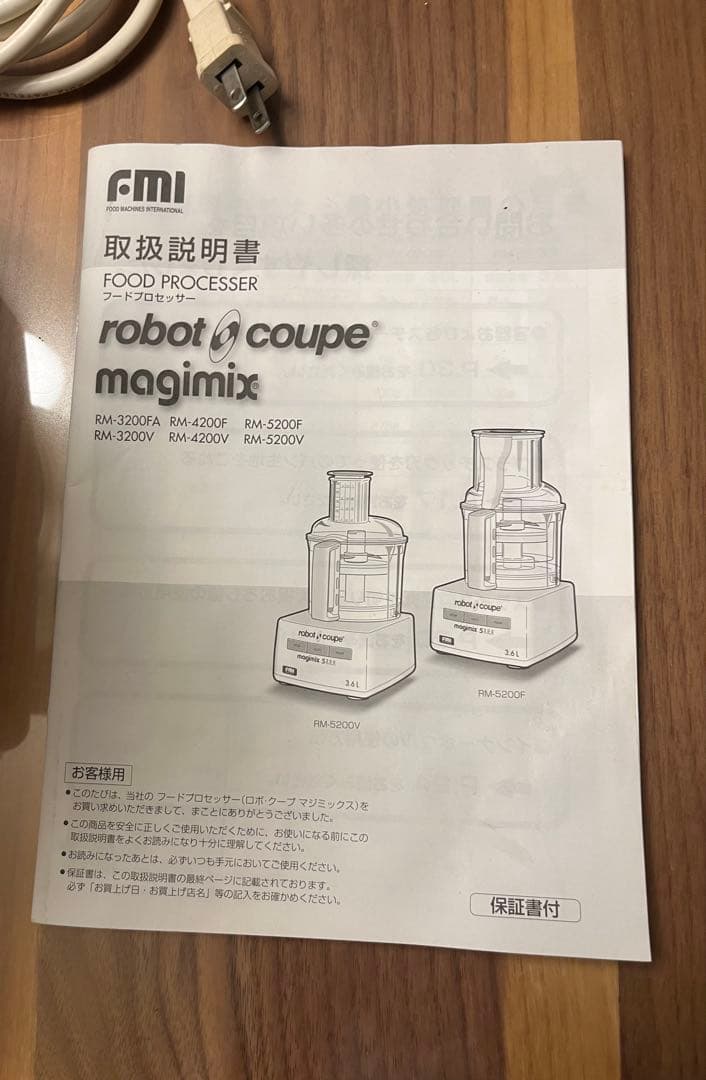 FMI
FOOD MACHINES INTERNATIONAL
取扱説明書
FOOD PROCESSER
フードプロセッサー
robot coupe®
magimix®
RM-3200FA RM-4200F RM-5200F
RM-3200V RM-4200V RM-5200V
robot coupe®
magimix
FMI
3.6 L
RM-5200F
robot coupe®
magimix
FMI
3.6 L
RM-5200V
お客様用
●このたびは、当社の フードプロセッサー(ロボ・クープ マジミックス)を
お買い求めいただきまして、まことにありがとうございました。
●この商品を安全に正しくご使用いただくために、お使いになる前にこの
取扱説明書をよくお読みになり十分に理解してください。
●お読みになったあとは、必ずいつも手元においてご使用ください。
●保証書は、この取扱説明書の最終ページに記載されております。
必ず「お買上げ日・お買上げ店名」等の記入をお確かめください。
保証書付